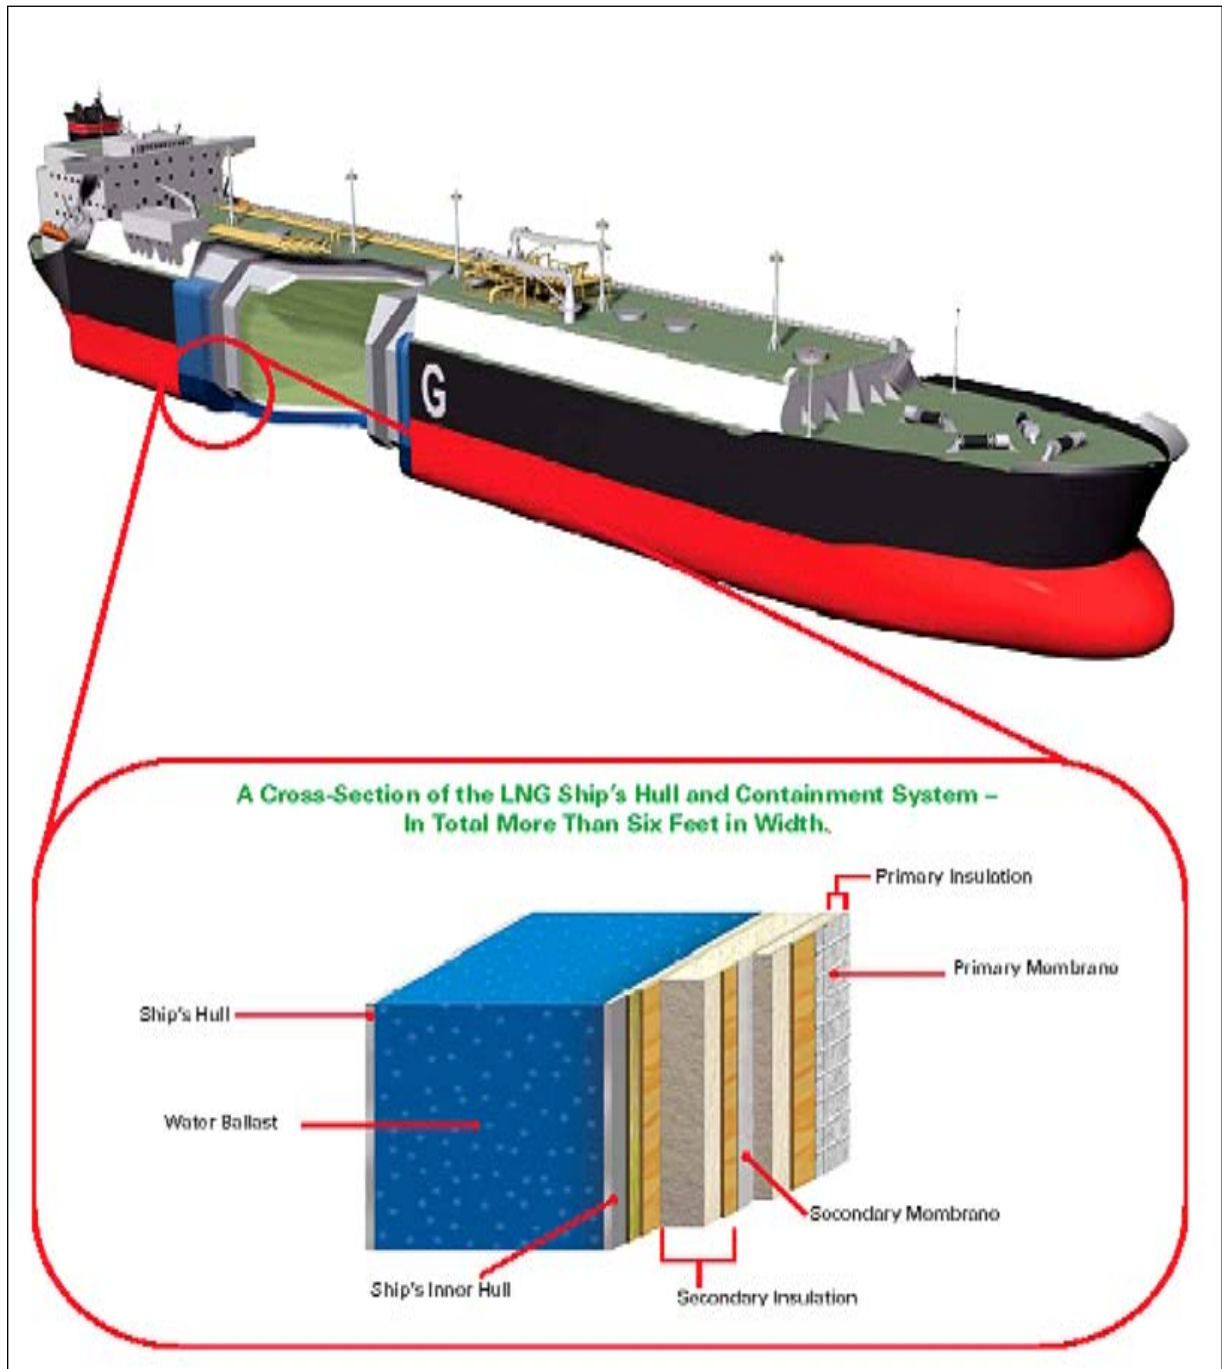 G
A Cross-Section of the LNG Ship's Hull and Containment System –
In Total More Than Six Feet in Width.
Primary Insulation
Primary Membrane
Ship's Hull
Water Ballast
Secondary Membrane
Ship's Inner Hull
Secondary Insulation